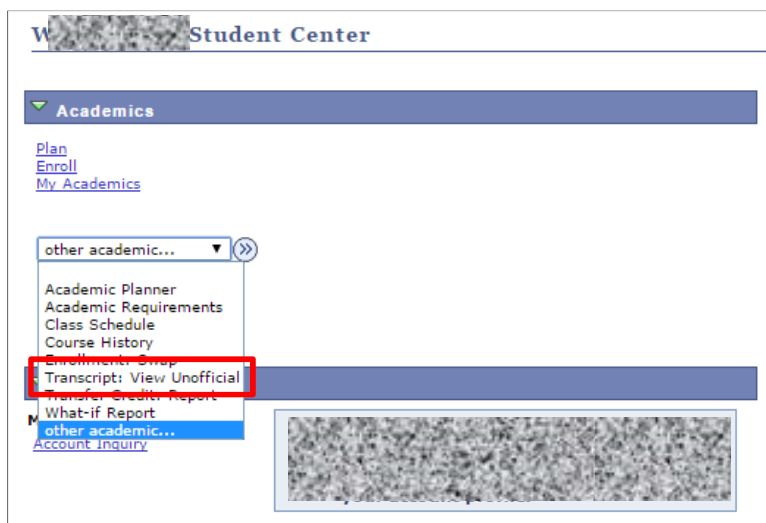 Student Center
Academics
Plan
Enroll
My Academics
other academic...
Academic Planner
Academic Requirements
Class Schedule
Course History
Enrollment: Swap
Transcript: View Unofficial
Transfer Credit: Report
What-if Report
other academic...
Account Inquiry